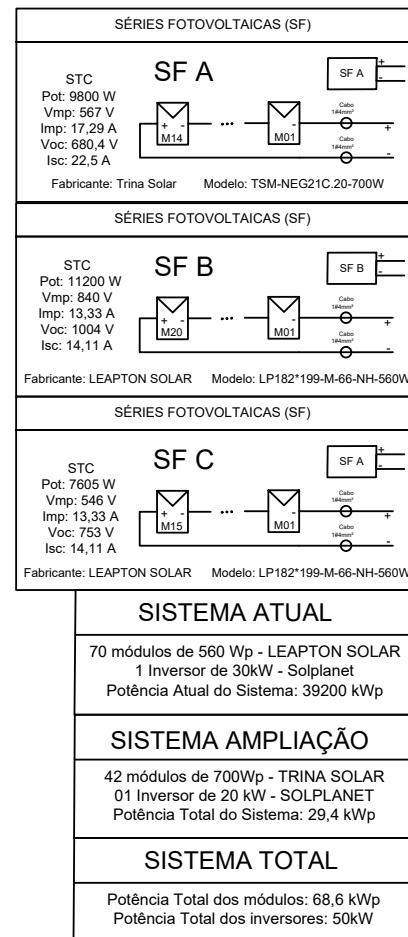 SÉRIES FOTOVOLTAICAS (SF)
SF A
STC
Pot: 9800 W
Vmp: 567 V
Imp: 17,29 A
Voc: 680,4 V
Isc: 22,5 A
SF A
+
-
+ -
M14
...
-
M01
Cabo
1#4mm²
+
Cabo
1#4mm²
-
Fabricante: Trina Solar Modelo: TSM-NEG21C.20-700W
SÉRIES FOTOVOLTAICAS (SF)
SF B
STC
Pot: 11200 W
Vmp: 840 V
Imp: 13,33 A
Voc: 1004 V
Isc: 14,11 A
SF B
+
-
+ -
M20
...
-
M01
Cabo
1#4mm²
+
Cabo
1#4mm²
-
Fabricante: LEAPTON SOLAR Modelo: LP182*199-M-66-NH-560W
SÉRIES FOTOVOLTAICAS (SF)
SF C
STC
Pot: 7605 W
Vmp: 546 V
Imp: 13,33 A
Voc: 753 V
Isc: 14,11 A
SF A
+
-
+ -
M15
...
-
M01
Cabo
1#4mm²
+
Cabo
1#4mm²
-
Fabricante: LEAPTON SOLAR Modelo: LP182*199-M-66-NH-560W
SISTEMA ATUAL
70 módulos de 560 Wp - LEAPTON SOLAR
1 Inversor de 30kW - Solplanet
Potência Atual do Sistema: 39200 kWp
SISTEMA AMPLIAÇÃO
42 módulos de 700Wp - TRINA SOLAR
01 Inversor de 20 kW - SOLPLANET
Potência Total do Sistema: 29,4 kWp
SISTEMA TOTAL
Potência Total dos módulos: 68,6 kWp
Potência Total dos inversores: 50kW